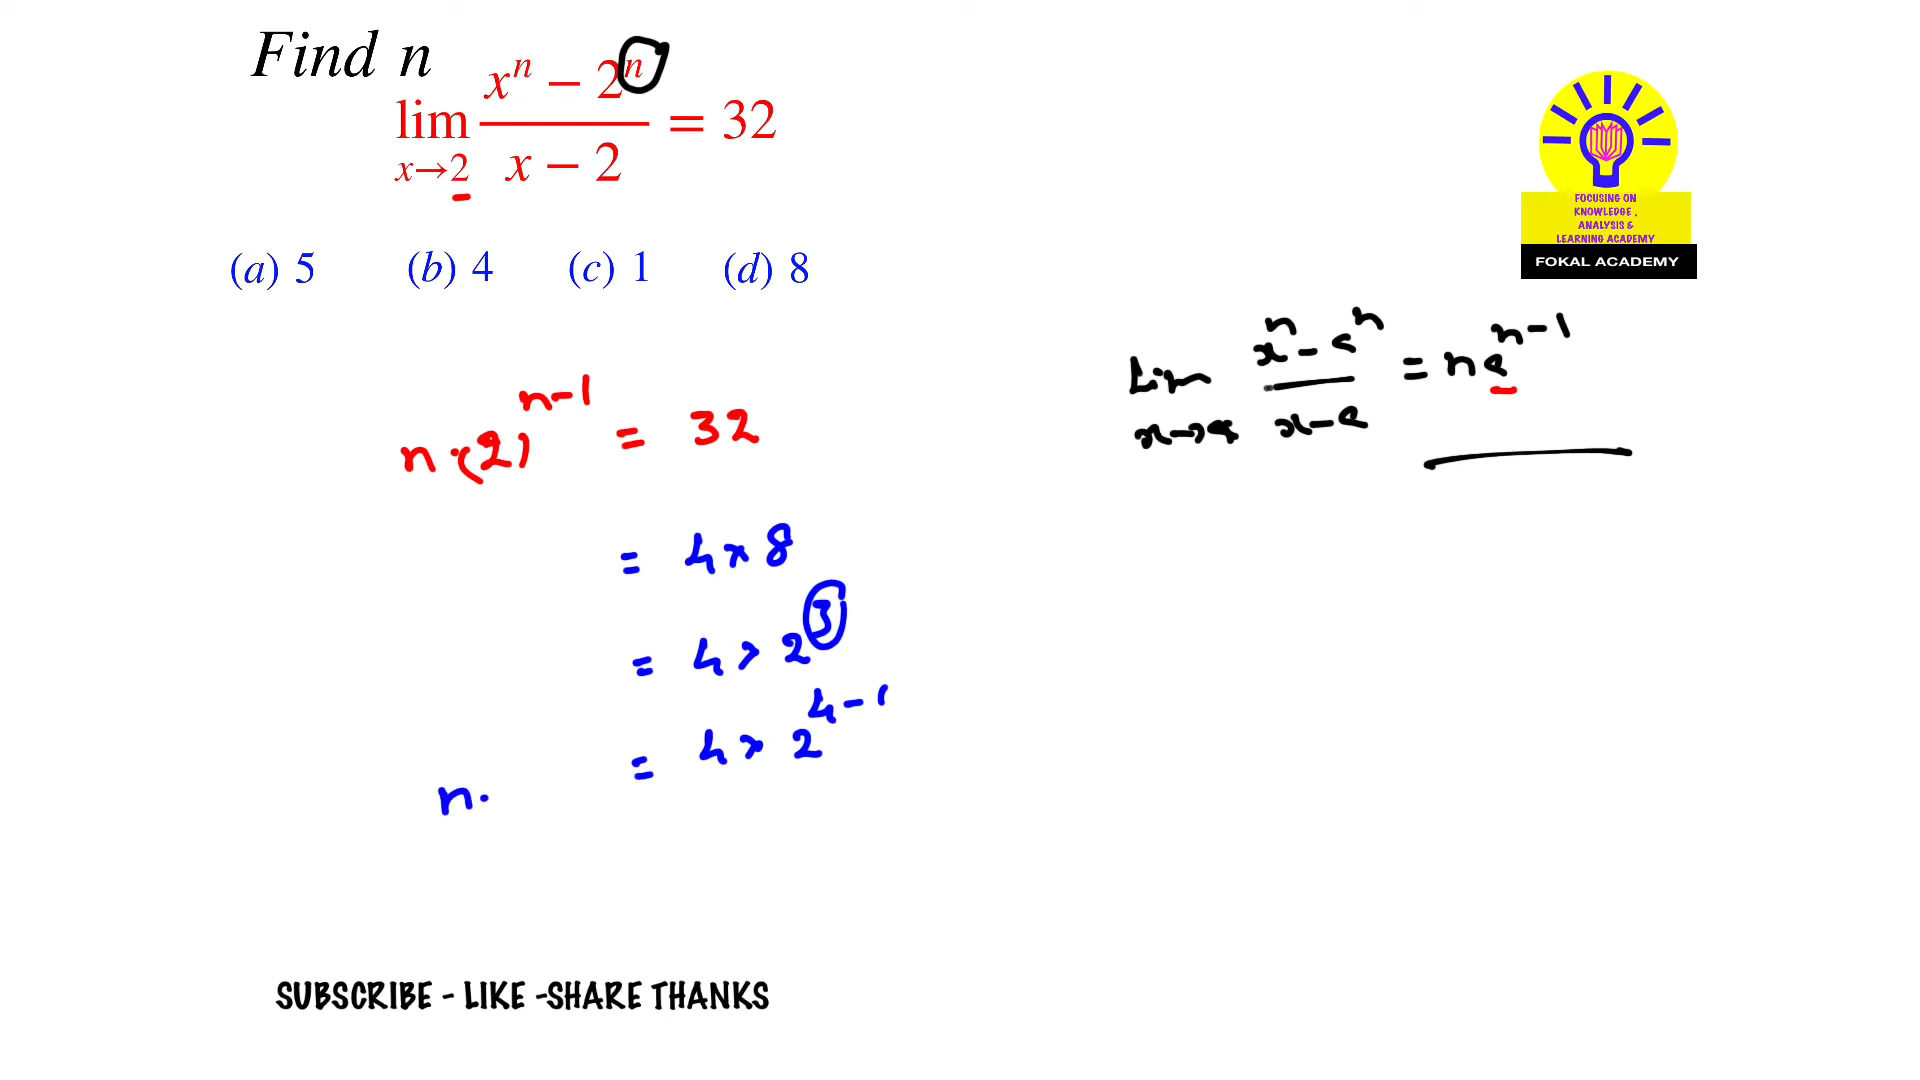 Find n
lim x→2 (xⁿ − 2ⁿ)/(x − 2) = 32
(a) 5 (b) 4 (c) 1 (d) 8
n·(2)ⁿ⁻¹ = 32
= 4 × 8
= 4 × 2³
= 4 × 2⁴⁻¹
n·
Lim x→a (xⁿ − aⁿ)/(x − a) = n aⁿ⁻¹
FOCUSING ON
KNOWLEDGE ,
ANALYSIS &
LEARNING ACADEMY
FOKAL ACADEMY
SUBSCRIBE - LIKE -SHARE THANKS